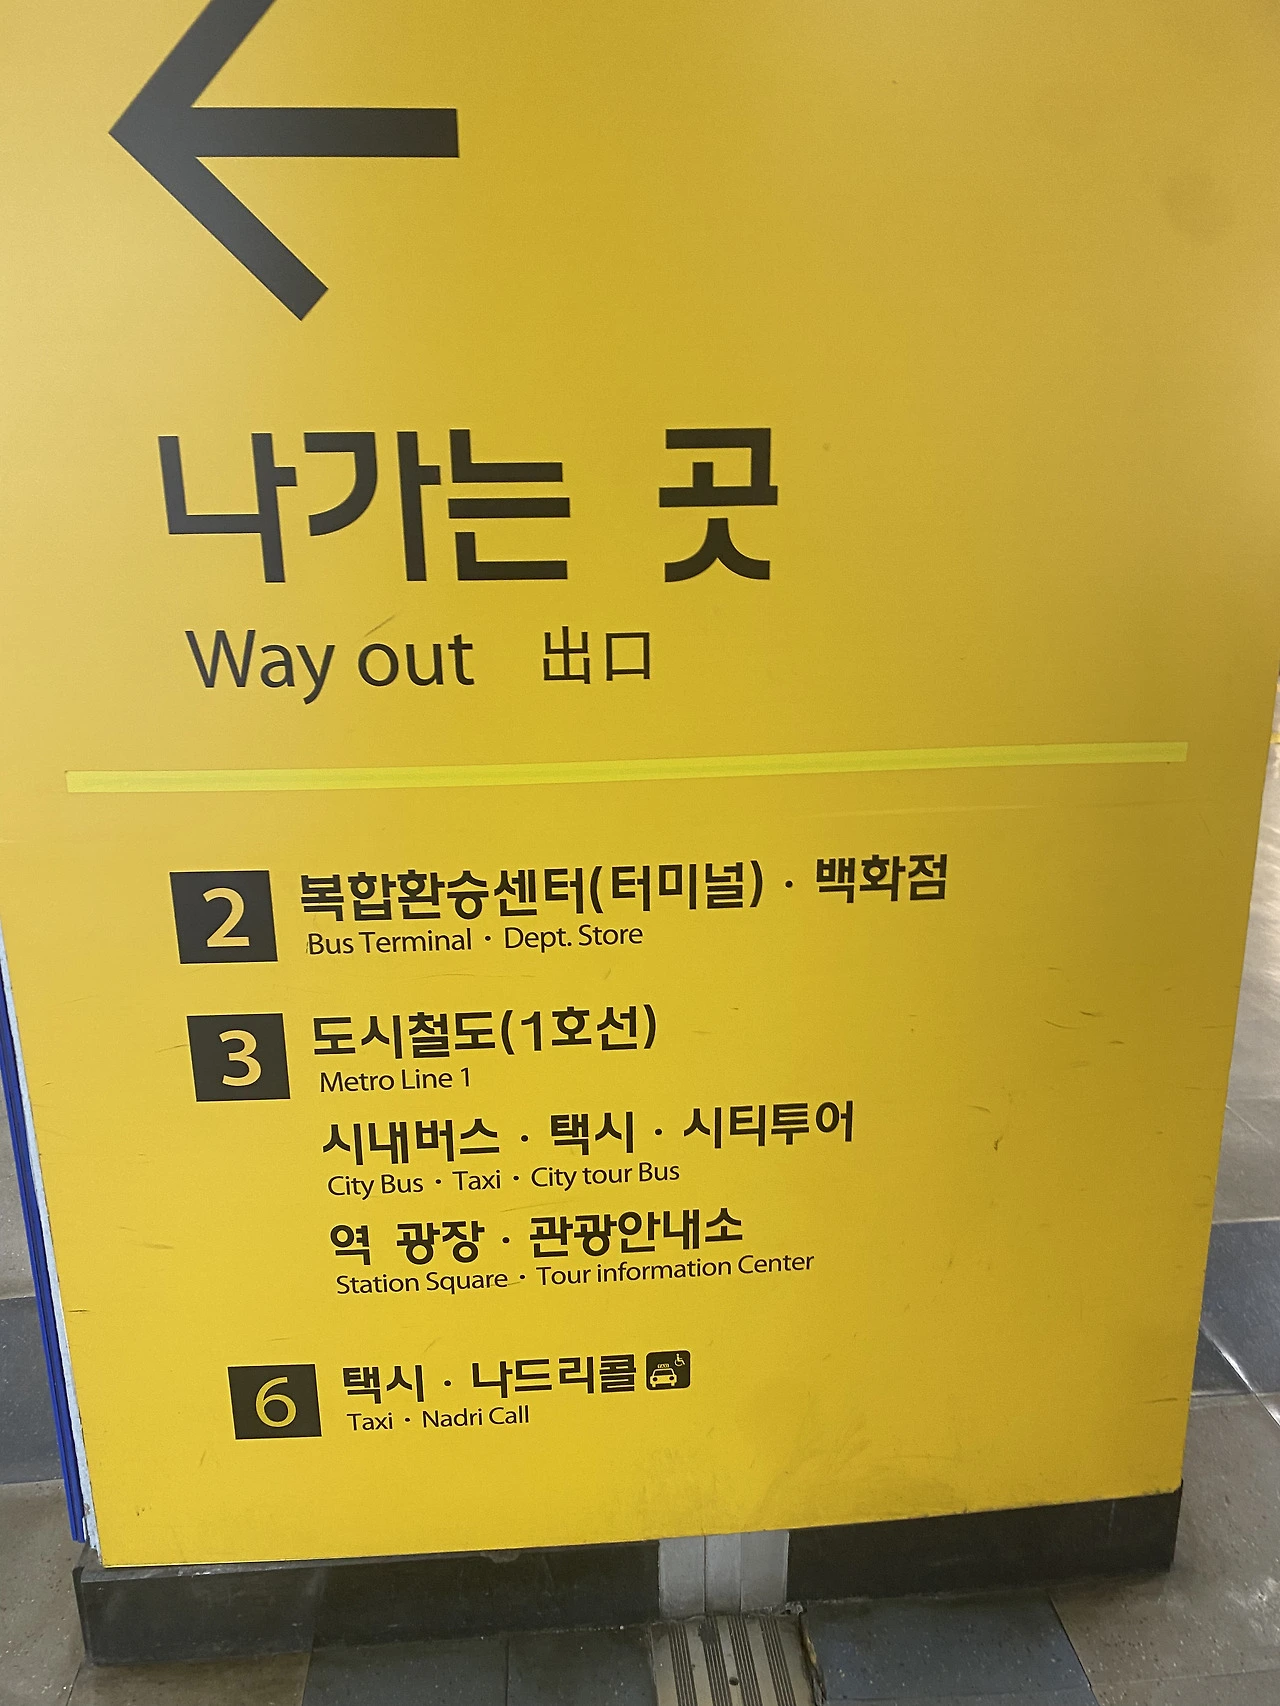 나가는 곳
Way out 出口
2 복합환승센터(터미널) · 백화점
Bus Terminal · Dept. Store
3 도시철도(1호선)
Metro Line 1
시내버스 · 택시 · 시티투어
City Bus · Taxi · City tour Bus
역 광장 · 관광안내소
Station Square · Tour information Center
6 택시 · 나드리콜
Taxi · Nadri Call